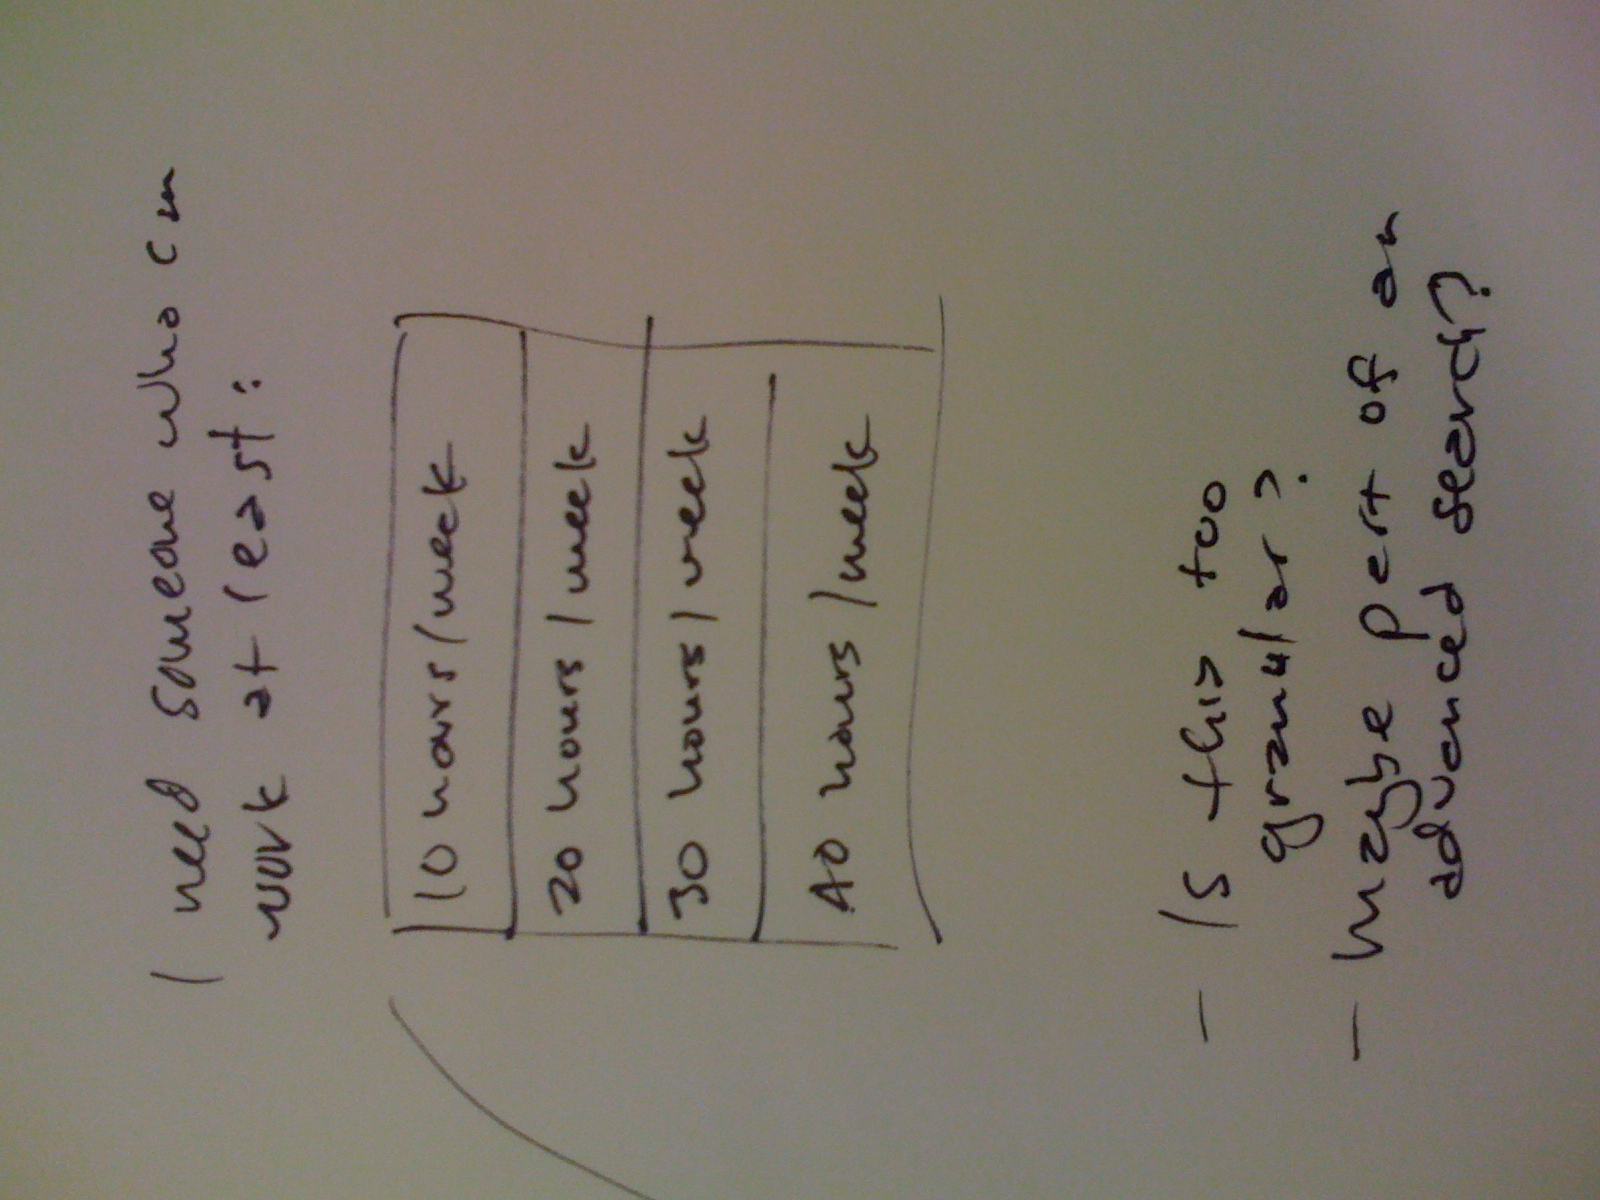 I need someone who can
work at least:
10 hours/week
20 hours/week
30 hours/week
40 hours/week
- Is this too
granular?
- Maybe part of an
advanced search?